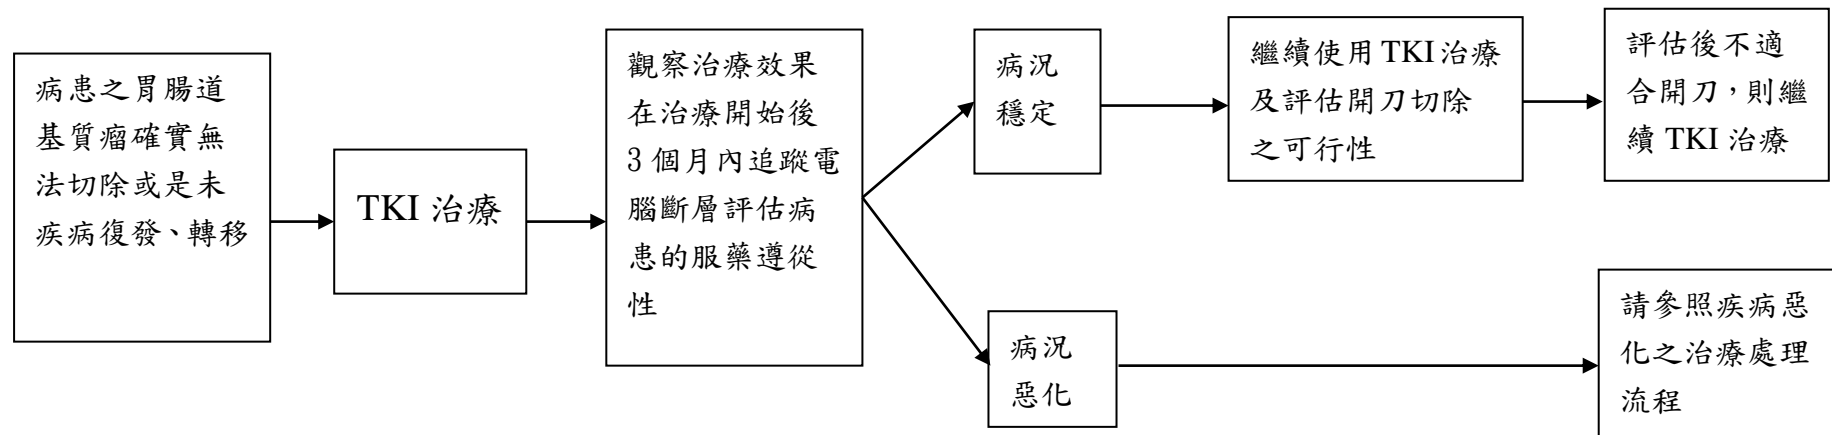 病患之胃腸道
基質瘤確實無
法切除或是未
疾病復發、轉移
TKI 治療
觀察治療效果
在治療開始後
3 個月內追蹤電
腦斷層評估病
患的服藥遵從
性
病況
穩定
繼續使用 TKI 治療
及評估開刀切除
之可行性
評估後不適
合開刀，則繼
續 TKI 治療
病況
惡化
請參照疾病惡
化之治療處理
流程